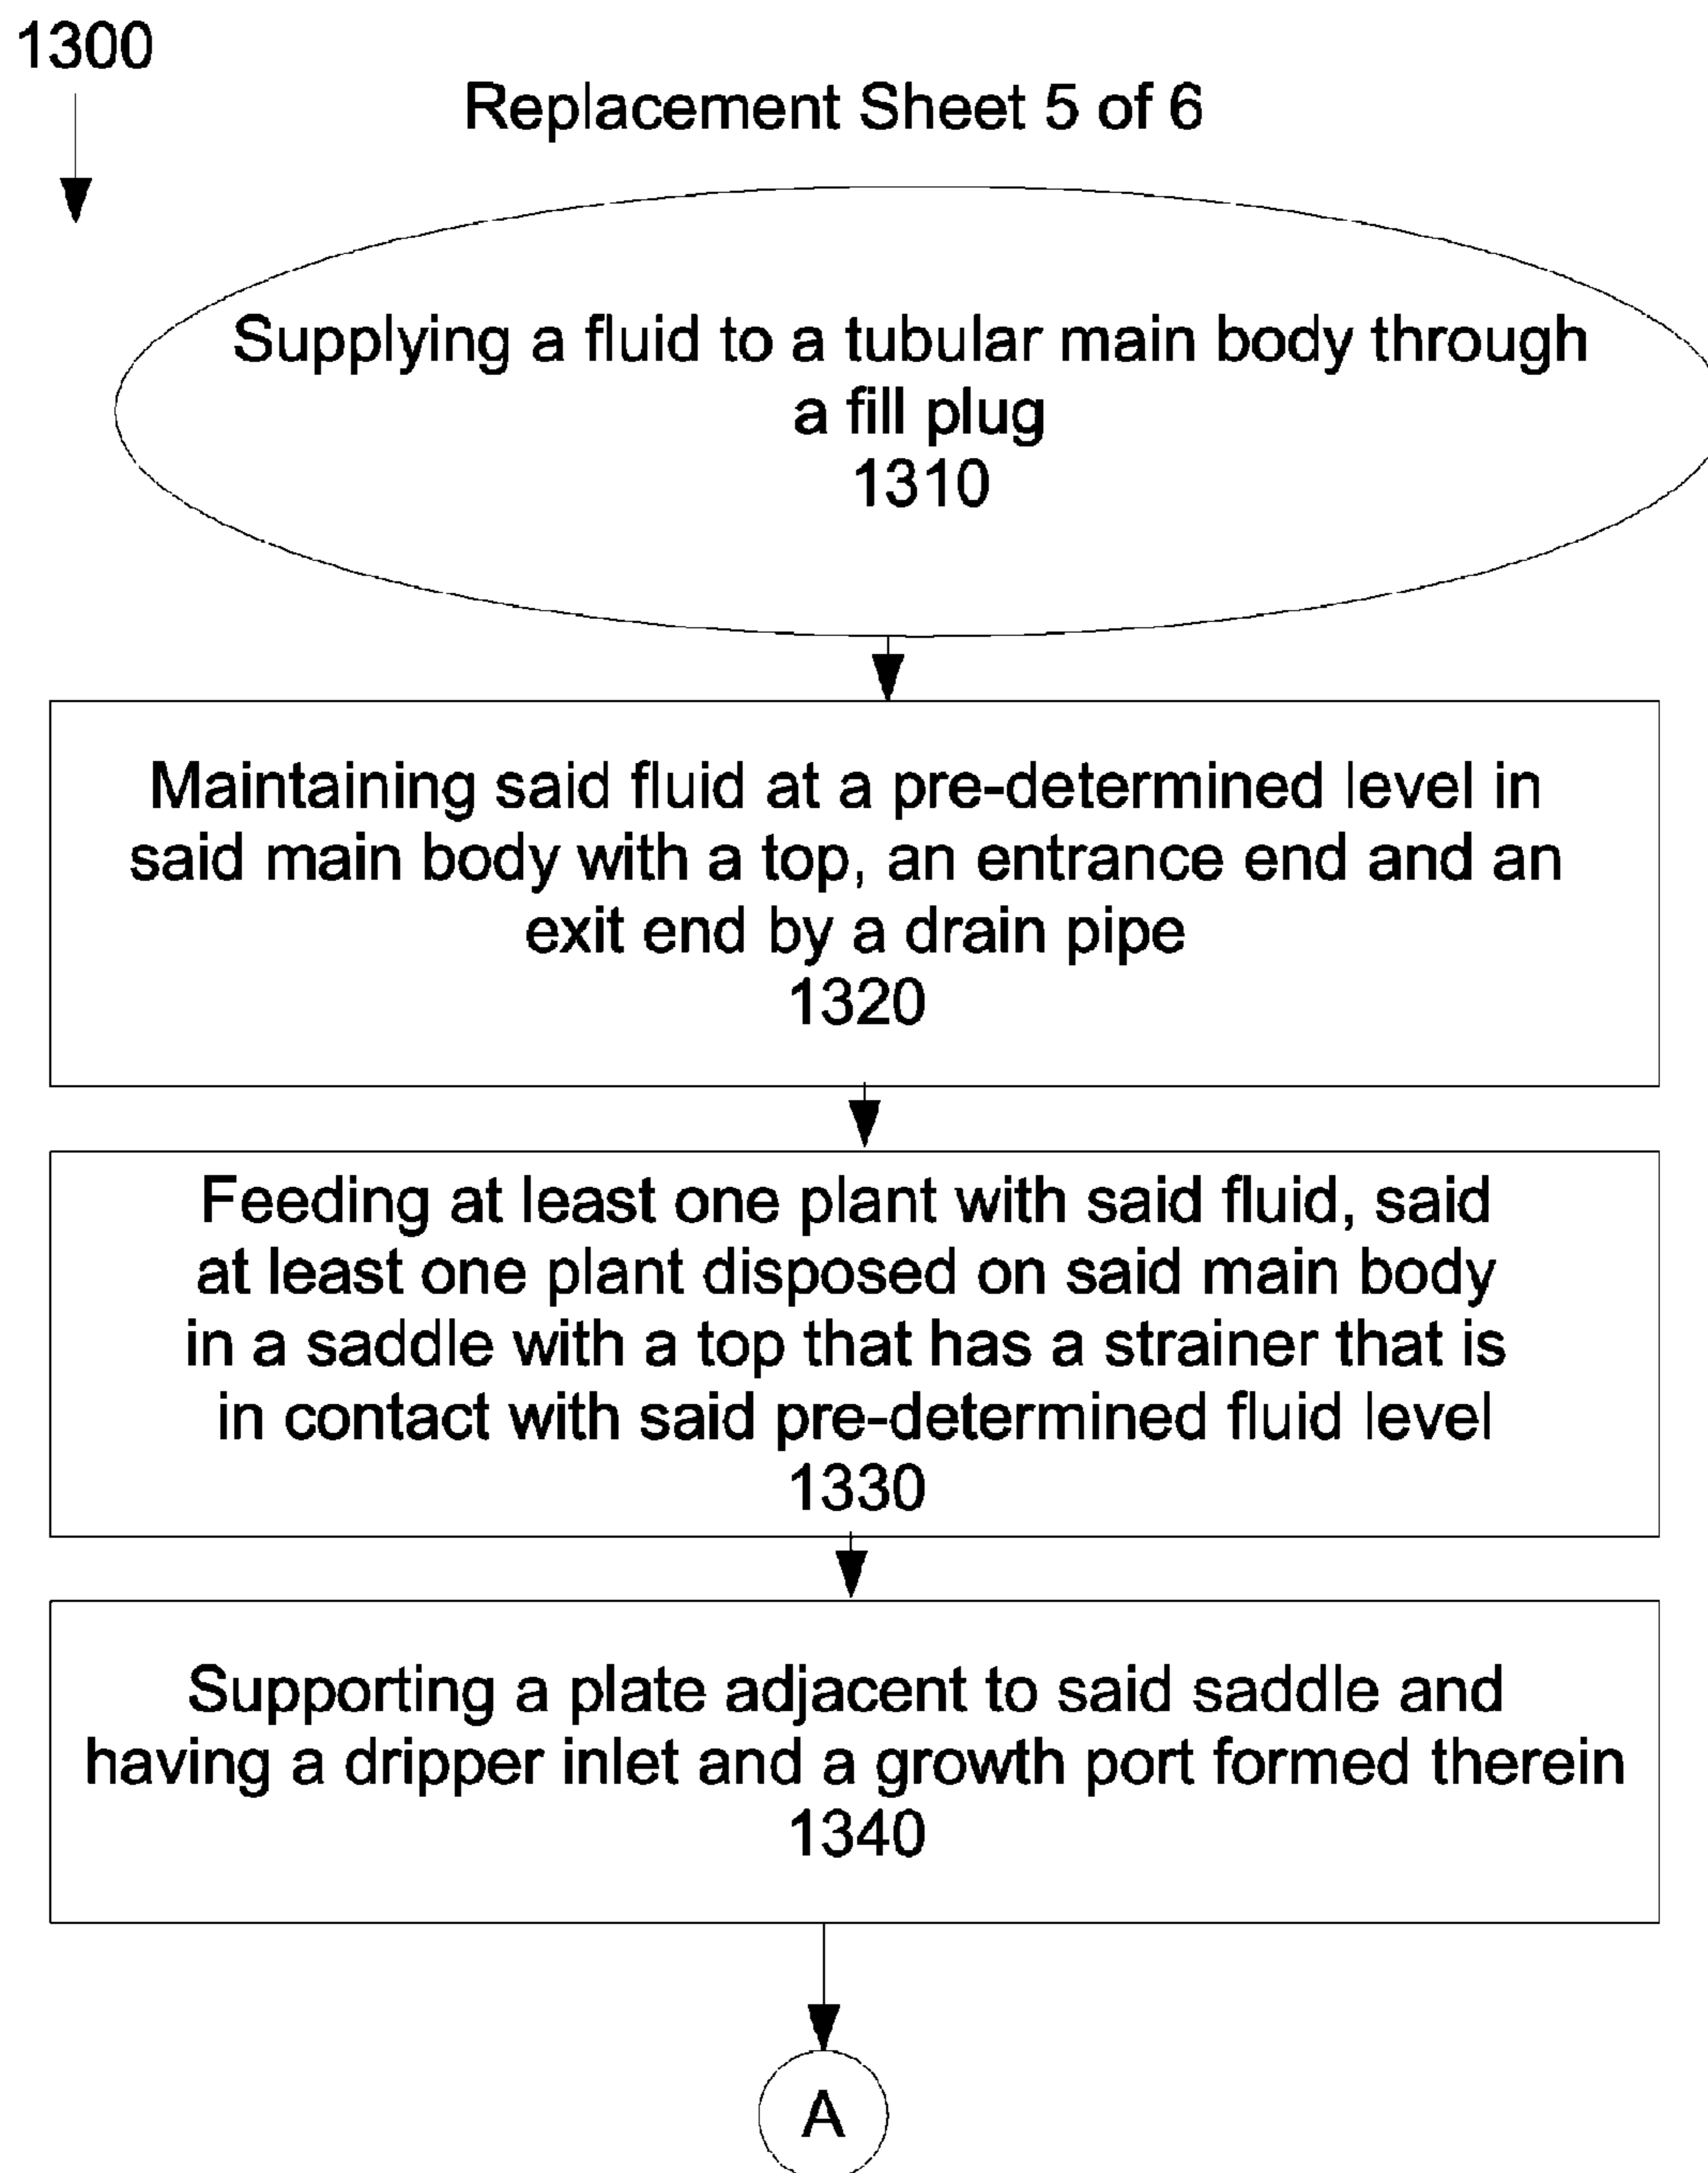 1300
Replacement Sheet 5 of 6
Supplying a fluid to a tubular main body through
a fill plug
1310
Maintaining said fluid at a pre-determined level in
said main body with a top, an entrance end and an
exit end by a drain pipe
1320
Feeding at least one plant with said fluid, said
at least one plant disposed on said main body
in a saddle with a top that has a strainer that is
in contact with said pre-determined fluid level
1330
Supporting a plate adjacent to said saddle and
having a dripper inlet and a growth port formed therein
1340
A